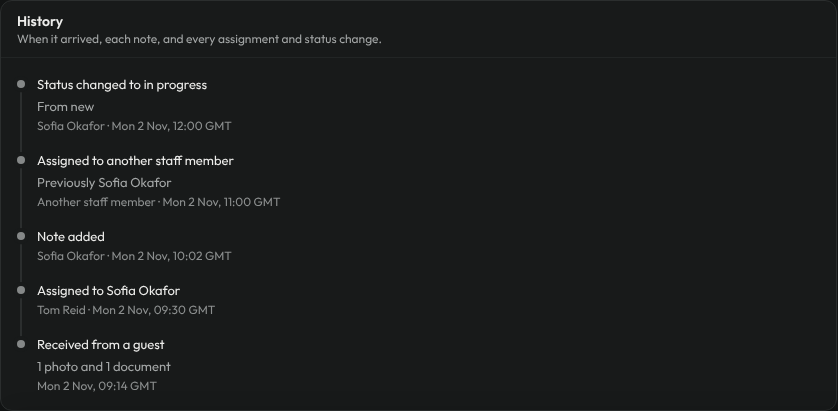 History
When it arrived, each note, and every assignment and status change.
Status changed to in progress
From new
Sofia Okafor · Mon 2 Nov, 12:00 GMT
Assigned to another staff member
Previously Sofia Okafor
Another staff member · Mon 2 Nov, 11:00 GMT
Note added
Sofia Okafor · Mon 2 Nov, 10:02 GMT
Assigned to Sofia Okafor
Tom Reid · Mon 2 Nov, 09:30 GMT
Received from a guest
1 photo and 1 document
Mon 2 Nov, 09:14 GMT